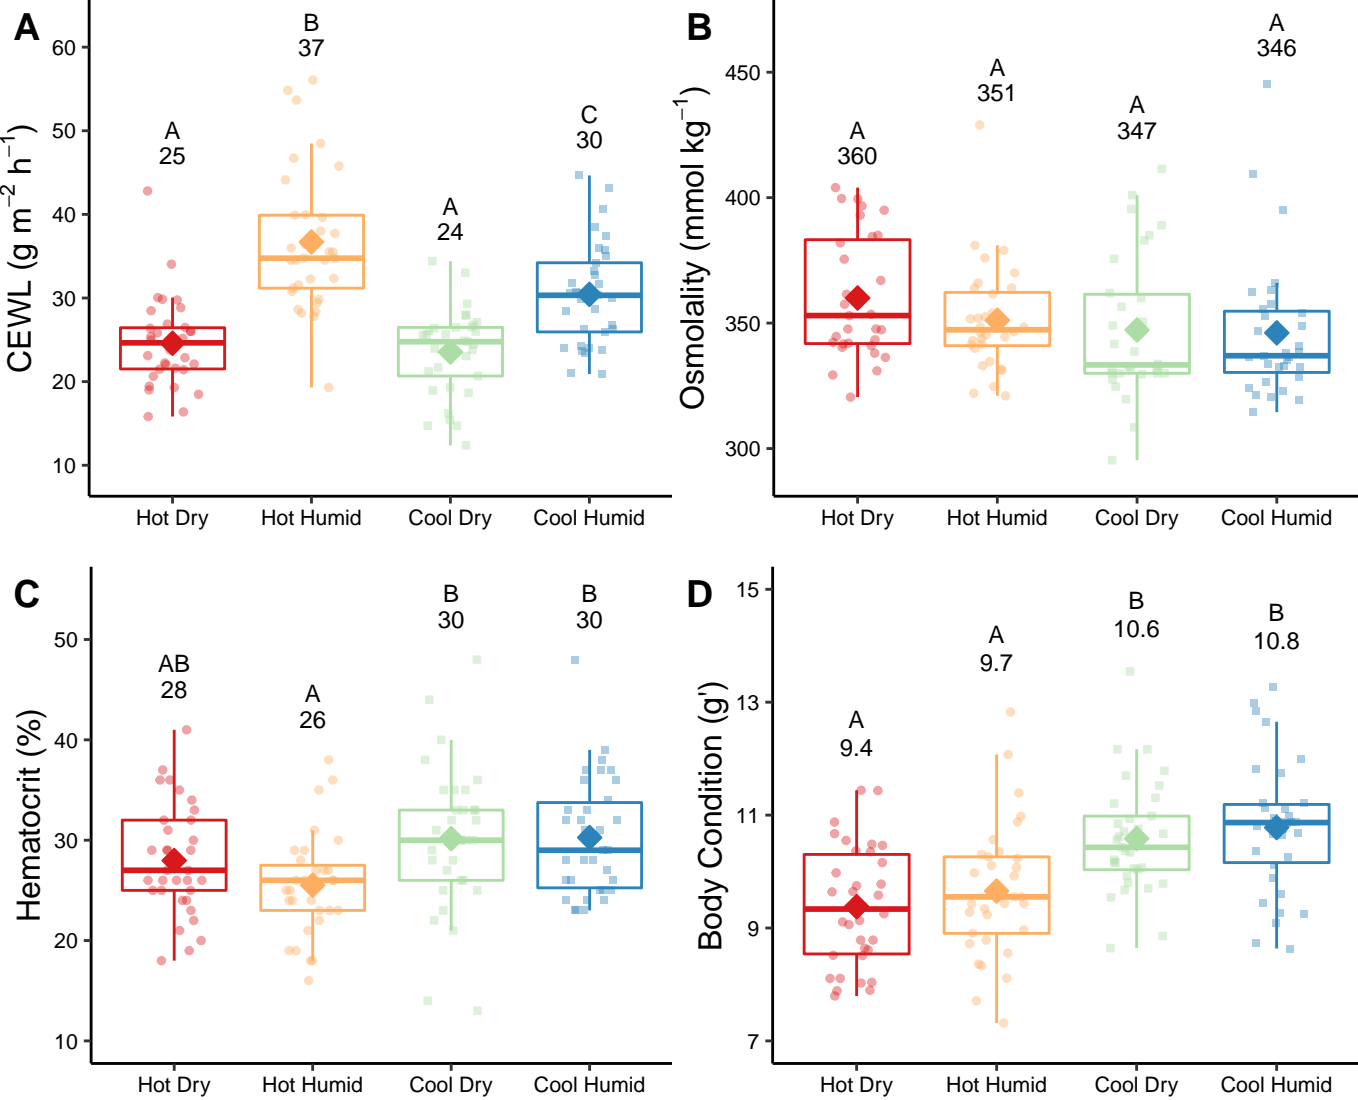 A
CEWL (g m−2 h−1)
60
50
40
30
20
10
A
25
B
37
A
24
C
30
Hot Dry
Hot Humid
Cool Dry
Cool Humid
B
Osmolality (mmol kg−1)
450
400
350
300
A
360
A
351
A
347
A
346
Hot Dry
Hot Humid
Cool Dry
Cool Humid
C
Hematocrit (%)
50
40
30
20
10
AB
28
A
26
B
30
B
30
Hot Dry
Hot Humid
Cool Dry
Cool Humid
D
Body Condition (g')
15
13
11
9
7
A
9.4
A
9.7
B
10.6
B
10.8
Hot Dry
Hot Humid
Cool Dry
Cool Humid